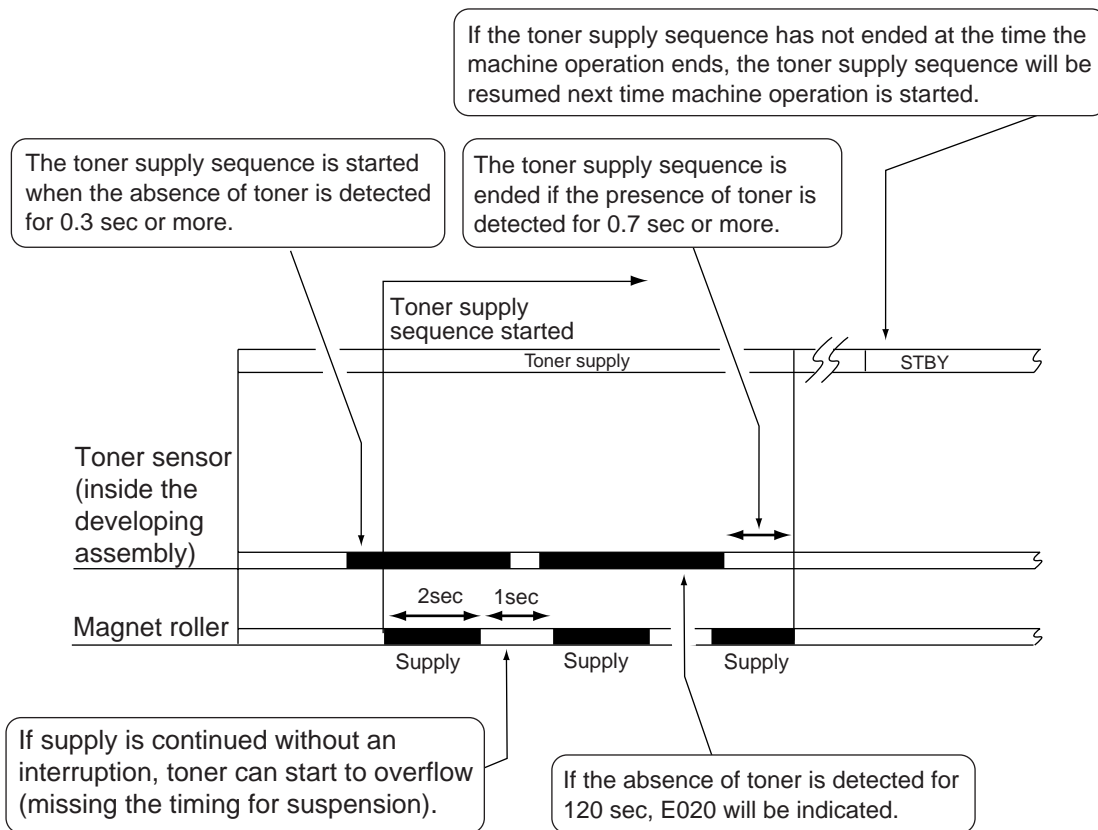 If the toner supply sequence has not ended at the time the
machine operation ends, the toner supply sequence will be
resumed next time machine operation is started.
The toner supply sequence is started
when the absence of toner is detected
for 0.3 sec or more.
The toner supply sequence is
ended if the presence of toner is
detected for 0.7 sec or more.
Toner supply
sequence started
Toner supply
STBY
Toner sensor
(inside the
developing
assembly)
2sec
1sec
Magnet roller
Supply
Supply
Supply
If supply is continued without an
interruption, toner can start to overflow
(missing the timing for suspension).
If the absence of toner is detected for
120 sec, E020 will be indicated.